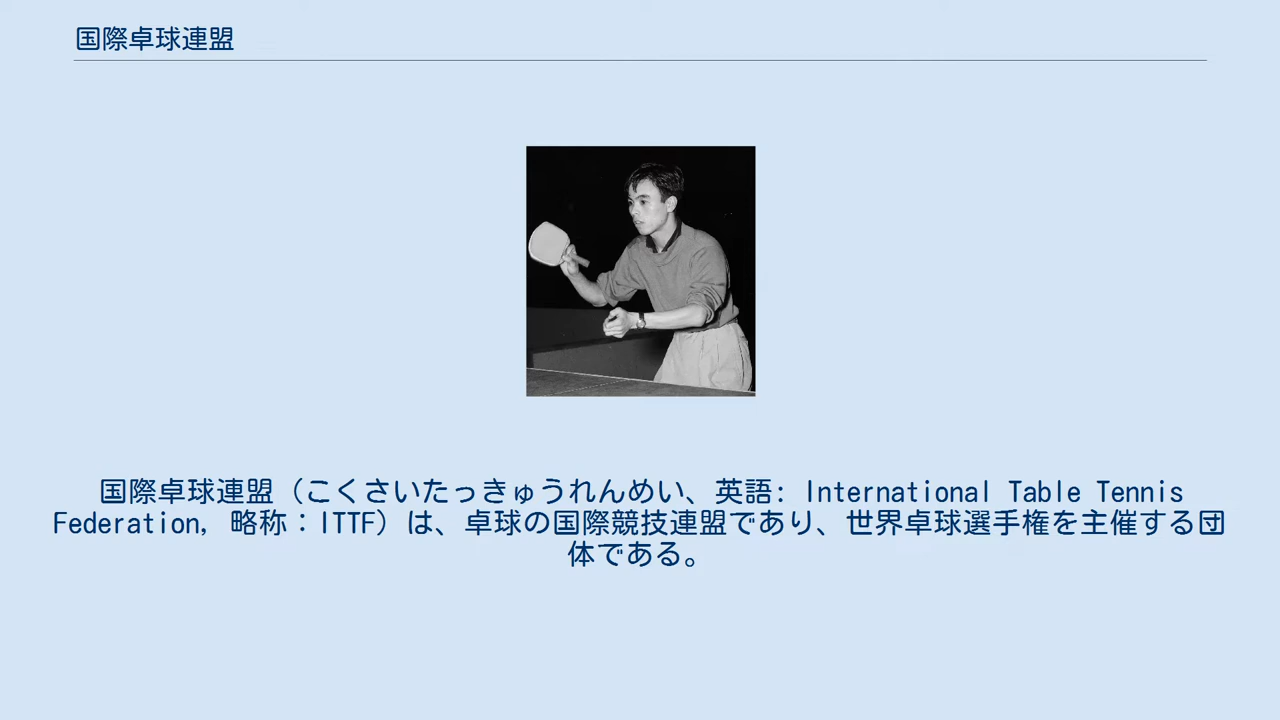 国際卓球連盟
国際卓球連盟（こくさいたっきゅうれんめい、英語: International Table Tennis
Federation, 略称：ITTF）は、卓球の国際競技連盟であり、世界卓球選手権を主催する団
体である。